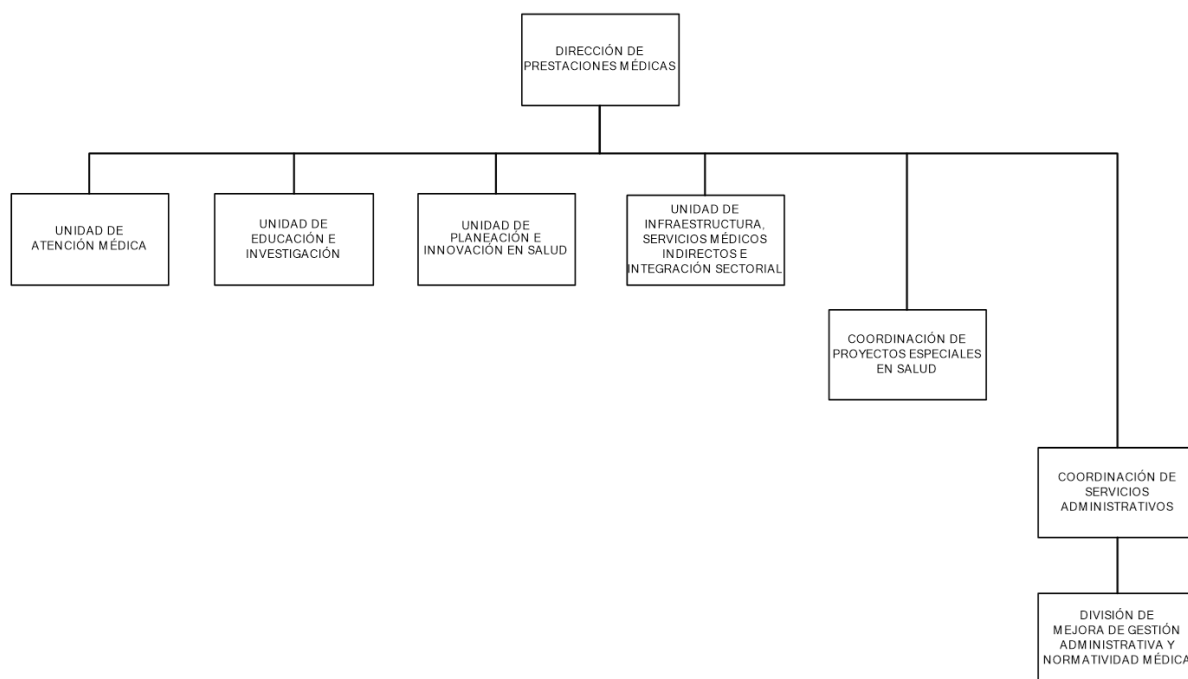 DIRECCIÓN DE
PRESTACIONES MÉDICAS
UNIDAD DE
ATENCIÓN MÉDICA
UNIDAD DE
EDUCACIÓN E
INVESTIGACIÓN
UNIDAD DE
PLANEACIÓN E
INNOVACIÓN EN SALUD
UNIDAD DE
INFRAESTRUCTURA,
SERVICIOS MÉDICOS
INDIRECTOS E
INTEGRACIÓN SECTORIAL
COORDINACIÓN DE
PROYECTOS ESPECIALES
EN SALUD
COORDINACIÓN DE
SERVICIOS
ADMINISTRATIVOS
DIVISIÓN DE
MEJORA DE GESTIÓN
ADMINISTRATIVA Y
NORMATIVIDAD MÉDICA